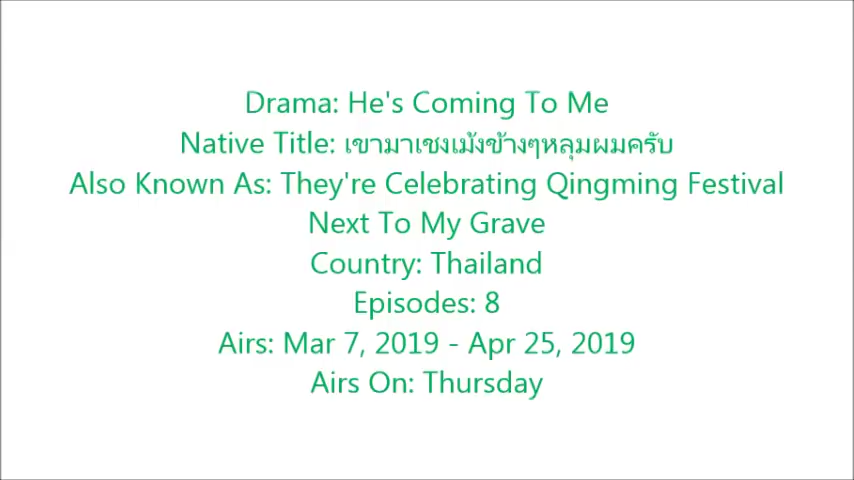 Drama: He's Coming To Me
Native Title: เขามาเชงเม้งข้างๆหลุมผมครับ
Also Known As: They're Celebrating Qingming Festival
Next To My Grave
Country: Thailand
Episodes: 8
Airs: Mar 7, 2019 - Apr 25, 2019
Airs On: Thursday